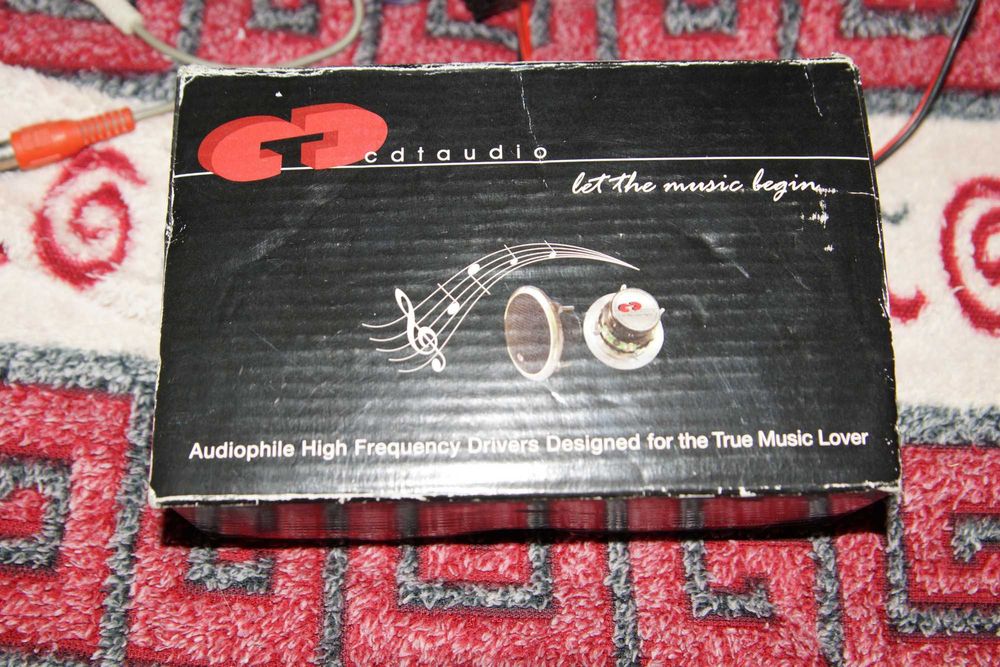 cdtaudio
let the music begin...
Audiophile High Frequency Drivers Designed for the True Music Lover